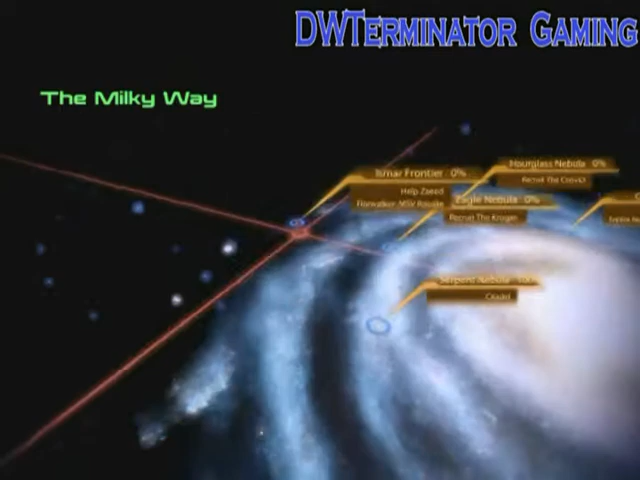 DWTerminator Gaming
The Milky Way
Ismar Frontier 0%
Help Zaeed
Hourglass Nebula 0%
Recruit The Convict
Eagle Nebula 0%
Recruit The Krogan
Serpent Nebula
Citadel